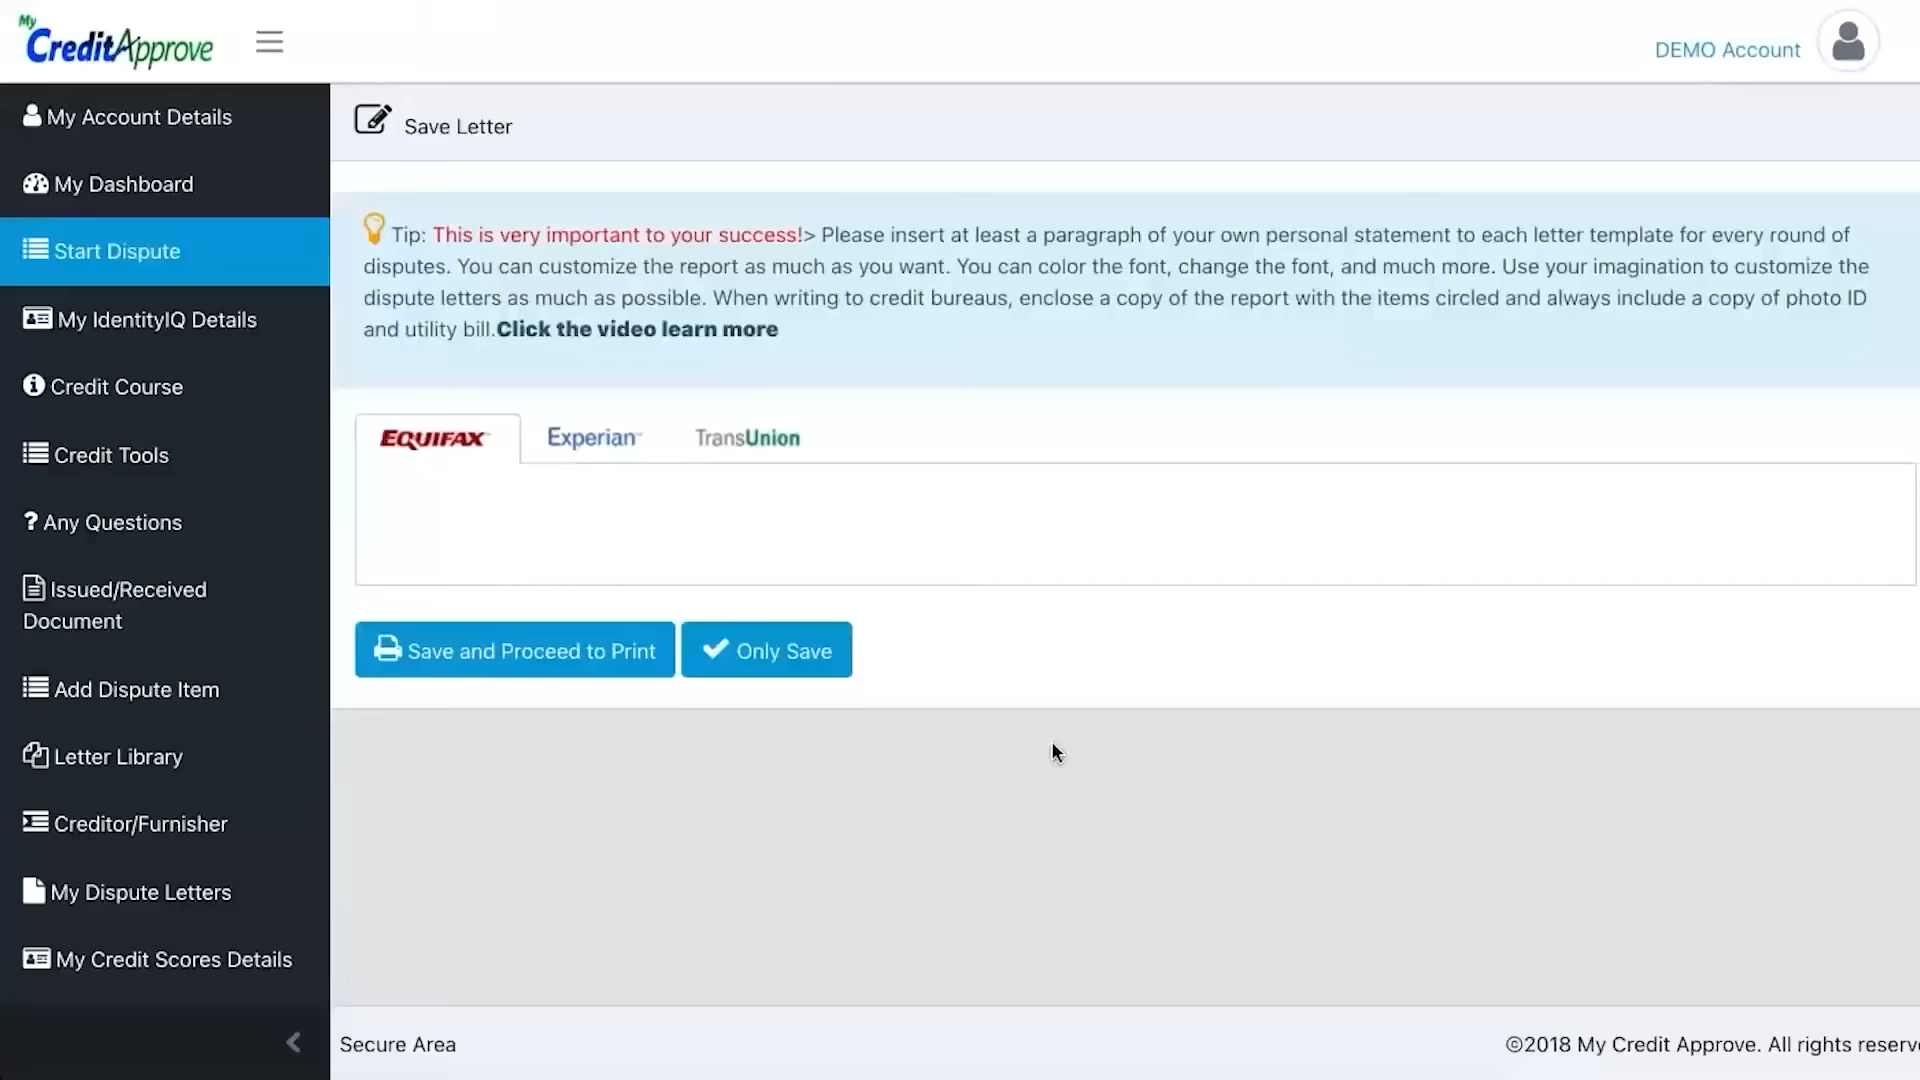 My
CreditApprove
DEMO Account
My Account Details
My Dashboard
Start Dispute
My IdentityIQ Details
Credit Course
Credit Tools
? Any Questions
Issued/Received
Document
Add Dispute Item
Letter Library
Creditor/Furnisher
My Dispute Letters
My Credit Scores Details
Save Letter
Tip: This is very important to your success!> Please insert at least a paragraph of your own personal statement to each letter template for every round of
disputes. You can customize the report as much as you want. You can color the font, change the font, and much more. Use your imagination to customize the
dispute letters as much as possible. When writing to credit bureaus, enclose a copy of the report with the items circled and always include a copy of photo ID
and utility bill.Click the video learn more
EQUIFAX Experian TransUnion
Save and Proceed to Print Only Save
Secure Area
©2018 My Credit Approve. All rights reserv